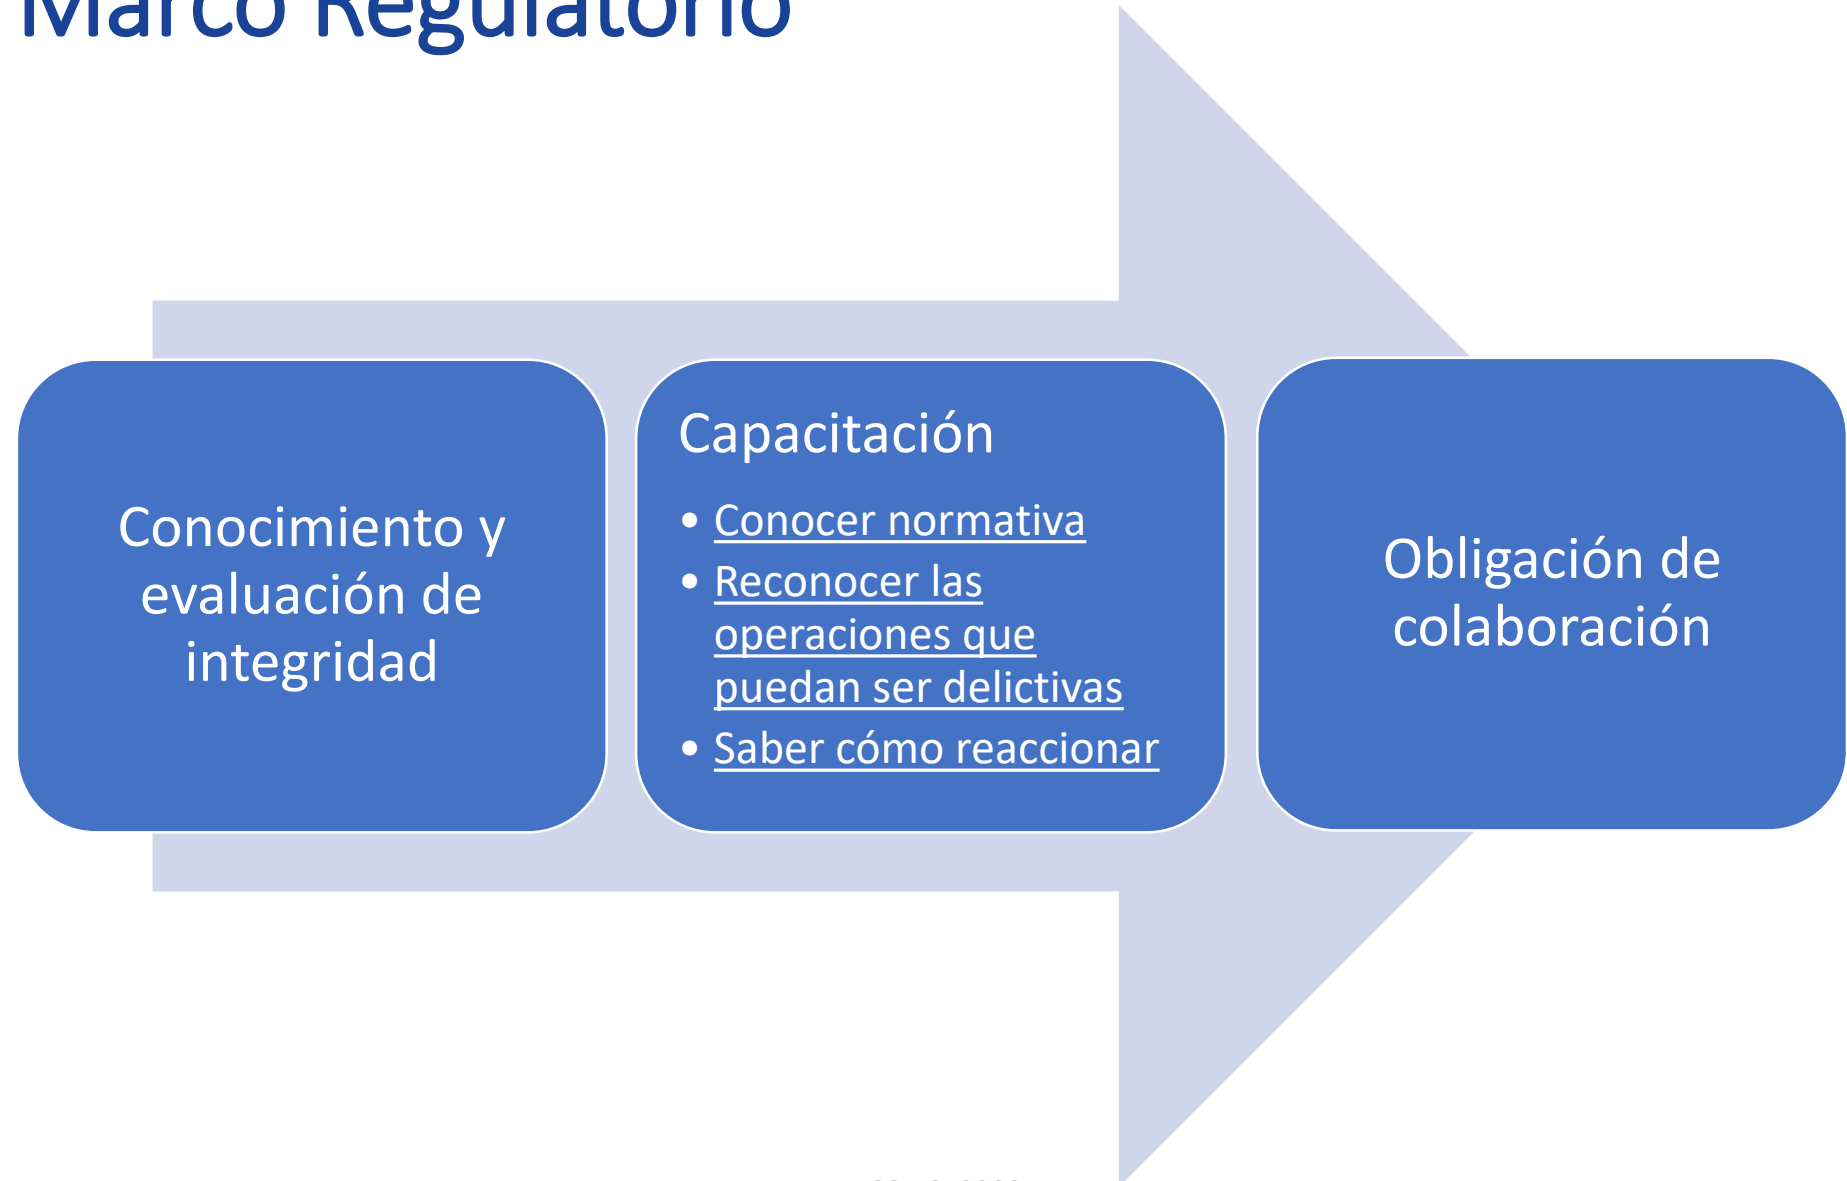 Marco Regulatorio
Conocimiento y
evaluación de
integridad
Capacitación
• Conocer normativa
• Reconocer las
operaciones que
puedan ser delictivas
• Saber cómo reaccionar
Obligación de
colaboración